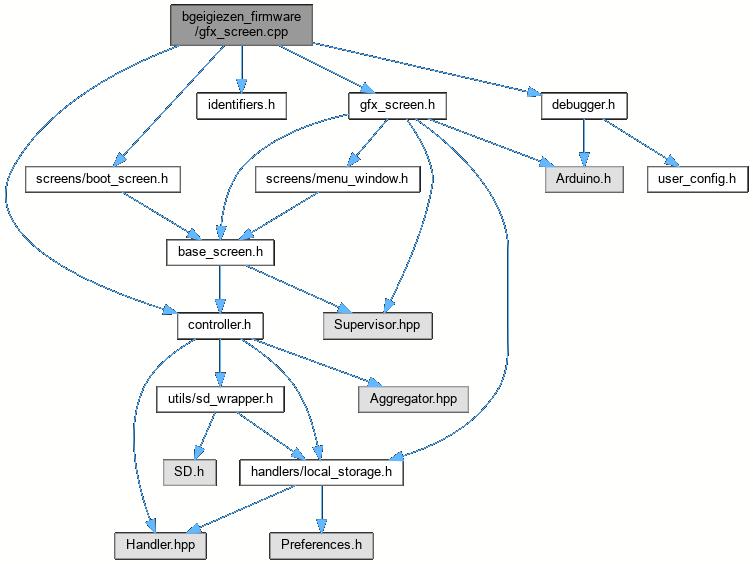 bgeigiezen_firmware
/gfx_screen.cpp
identifiers.h
gfx_screen.h
debugger.h
screens/boot_screen.h
screens/menu_window.h
Arduino.h
user_config.h
base_screen.h
controller.h
Supervisor.hpp
utils/sd_wrapper.h
Aggregator.hpp
SD.h
handlers/local_storage.h
Handler.hpp
Preferences.h